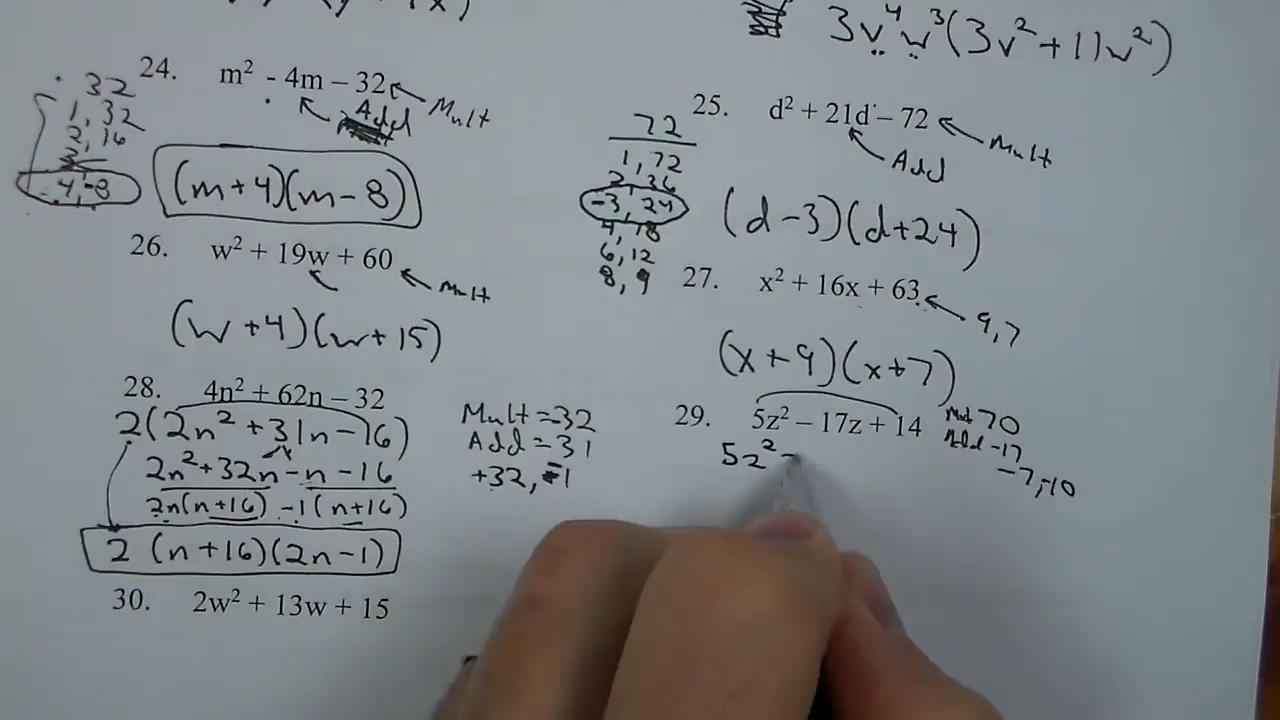 3v⁴w³(3v²+11w²)
24. m² - 4m – 32
Mult
Add
32
1, 32
2, 16
4, -8
(m+4)(m-8)
25. d² + 21d – 72
Mult
Add
72
1, 72
2, 36
-3, 24
4, 18
6, 12
8, 9
(d-3)(d+24)
26. w² + 19w + 60
Mult
(w+4)(w+15)
27. x² + 16x + 63
9, 7
(x+9)(x+7)
28. 4n² + 62n – 32
2(2n²+31n-16)
2n²+32n-n-16
2n(n+16) -1(n+16)
2 (n+16)(2n-1)
Mult = -32
Add = 31
+32, -1
29. 5z² – 17z + 14
Mult 70
Add -17
-7, -10
5z² -
30. 2w² + 13w + 15